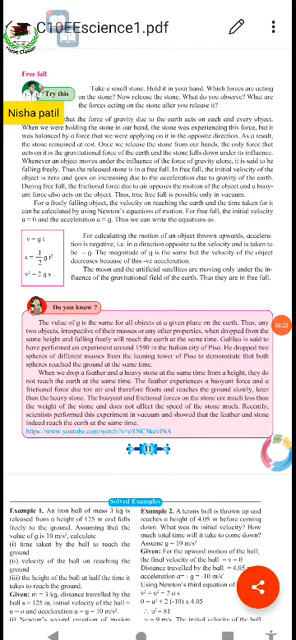 C10EEscience1.pdf
Free fall
Try this
Take a small stone. Hold it in your hand. Which forces are acting
on the stone? Now release the stone. What do you observe? What are
the forces acting on the stone after you release it?
Nisha patil
that the force of gravity due to the earth acts on each and every object.
When we were holding the stone in our hand, the stone was experiencing this force, but it
was balanced by a force that we were applying on it in the opposite direction. As a result,
the stone remained at rest. Once we release the stone from our hands, the only force that
acts on it is the gravitational force of the earth and the stone falls down under its influence.
Whenever an object moves under the influence of the force of gravity alone, it is said to be
falling freely. Thus the released stone is in a free fall. In free fall, the initial velocity of the
object is zero and goes on increasing due to the acceleration due to gravity of the earth.
During free fall, the frictional force due to air opposes the motion of the object and a buoy-
ant force also acts on the object. Thus, true free fall is possible only in vacuum.
For a freely falling object, the velocity on reaching the earth and the time taken for it
can be calculated by using Newton's equations of motion. For free fall, the initial velocity
u = 0 and the acceleration a = g. Thus we can write the equations as
v = g t
s = 1/2 g t²
v² = 2 g s
For calculating the motion of an object thrown upwards, accelera-
tion is negative, i.e. in a direction opposite to the velocity and is taken to
be – g. The magnitude of g is the same but the velocity of the object
decreases because of this -ve acceleration.
The moon and the artificial satellites are moving only under the in-
fluence of the gravitational field of the earth. Thus they are in free fall.
Do you know ?
The value of g is the same for all objects at a given place on the earth. Thus, any
two objects, irrespective of their masses or any other properties, when dropped from the
same height and falling freely will reach the earth at the same time. Galileo is said to
have performed an experiment around 1590 in the Italian city of Pisa. He dropped two
spheres of different masses from the leaning tower of Pisa to demonstrate that both
spheres reached the ground at the same time.
When we drop a feather and a heavy stone at the same time from a height, they do
not reach the earth at the same time. The feather experiences a buoyant force and a
frictional force due to air and therefore floats and reaches the ground slowly, later
than the heavy stone. The buoyant and frictional forces on the stone are much less than
the weight of the stone and does not affect the speed of the stone much. Recently,
scientists performed this experiment in vacuum and showed that the feather and stone
indeed reach the earth at the same time.
11
Solved Examples
Example 1. An iron ball of mass 3 kg is
released from a height of 125 m and falls
freely to the ground. Assuming that the
value of g is 10 m/s², calculate
(i) time taken by the ball to reach the
ground
(ii) velocity of the ball on reaching the
ground
(iii) the height of the ball at half the time it
takes to reach the ground.
Given: m = 3 kg, distance travelled by the
ball s = 125 m, initial velocity of the ball =
u = o and acceleration a = g = 10 m/s².
(i) Newton's second equation of motion
Example 2. A tennis ball is thrown up and
reaches a height of 4.05 m before coming
down. What was its initial velocity? How
much total time will it take to come down?
Assume g = 10 m/s²
Given: For the upward motion of the ball,
the final velocity of the ball = v = 0
Distance travelled by the ball = 4.05
acceleration a= - g = -10 m/s²
Using Newton's third equation of
v² = u² + 2 a s
0 = u² + 2 (-10) x 4.05
∴ u² = 81